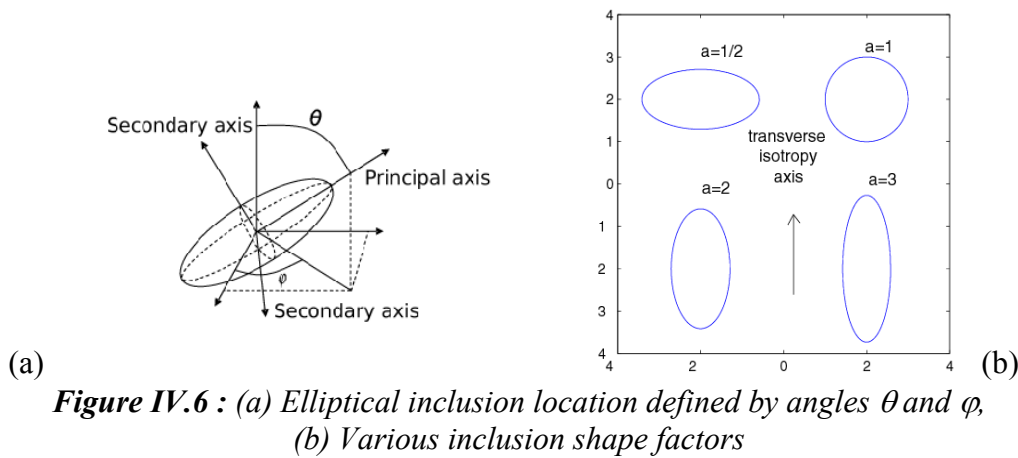 Secondary axis
θ
Principal axis
φ
Secondary axis
(a)
4
3
2
1
0
1
2
3
4
4
2
0
2
4
a=1/2
a=1
transverse
isotropy
axis
a=2
a=3
(b)
Figure IV.6 : (a) Elliptical inclusion location defined by angles θ and φ,
(b) Various inclusion shape factors